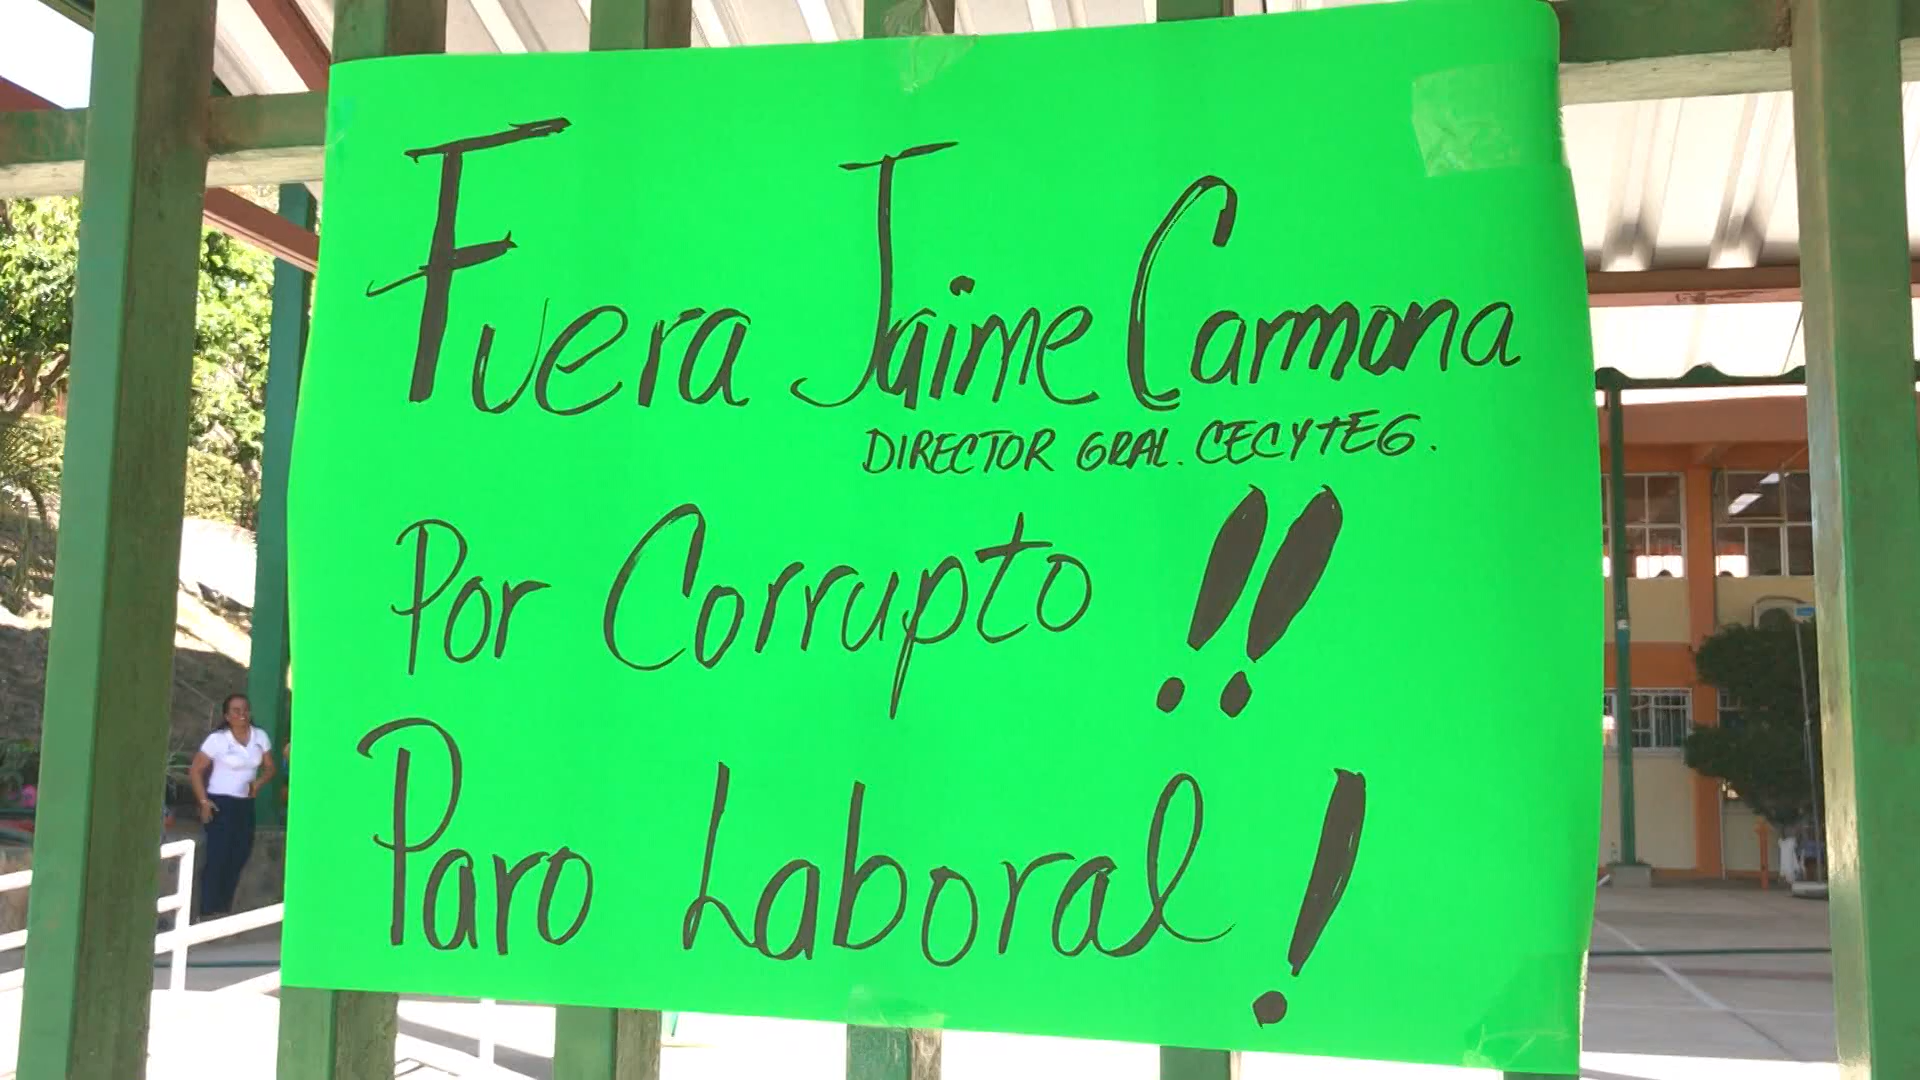 Fuera Jaime Carmona
DIRECTOR GRAL. CECYTEG.
Por Corrupto !!
Paro Laboral !